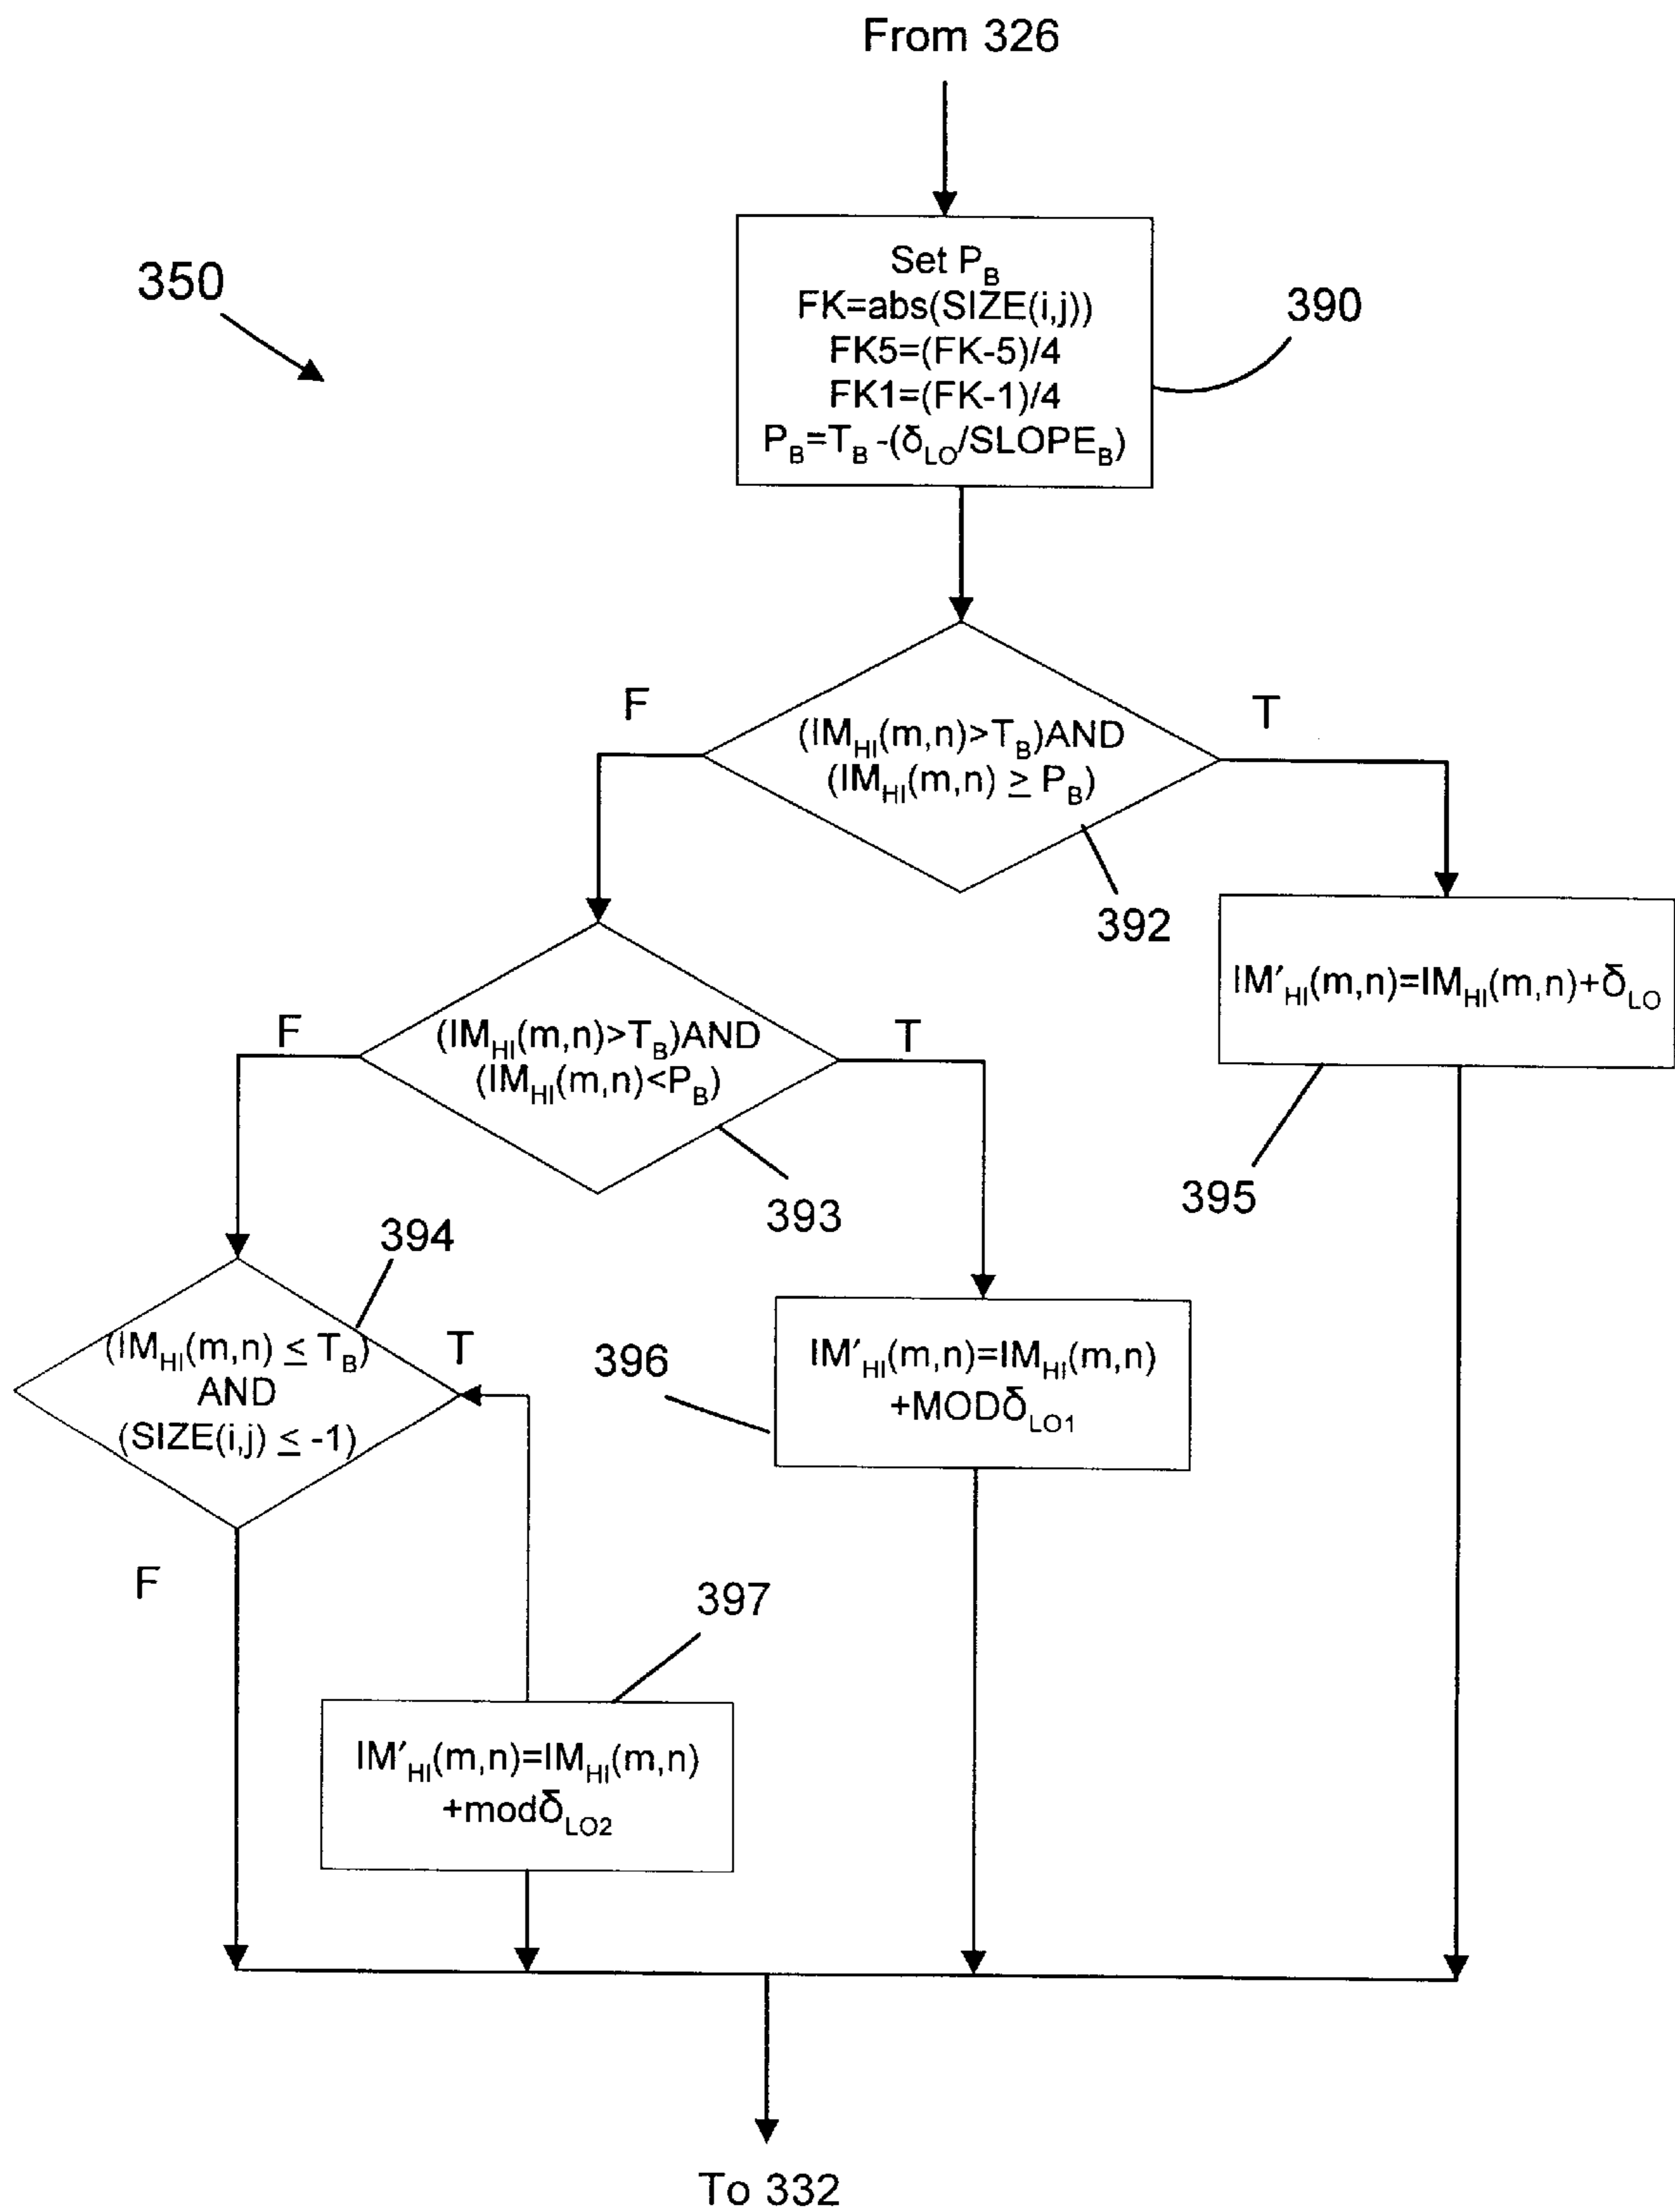 From 326
350
Set P_B
FK=abs(SIZE(i,j))
FK5=(FK-5)/4
FK1=(FK-1)/4
P_B=T_B-(δ_LO/SLOPE_B)
390
F
T
(IM_HI(m,n)>T_B)AND
(IM_HI(m,n) ≥ P_B)
392
IM′_HI(m,n)=IM_HI(m,n)+δ_LO
395
F
T
(IM_HI(m,n)>T_B)AND
(IM_HI(m,n)<P_B)
393
394
(IM_HI(m,n) ≤ T_B)
AND
(SIZE(i,j) ≤ -1)
T
F
396
IM′_HI(m,n)=IM_HI(m,n)
+MODδ_LO1
397
IM′_HI(m,n)=IM_HI(m,n)
+modδ_LO2
To 332